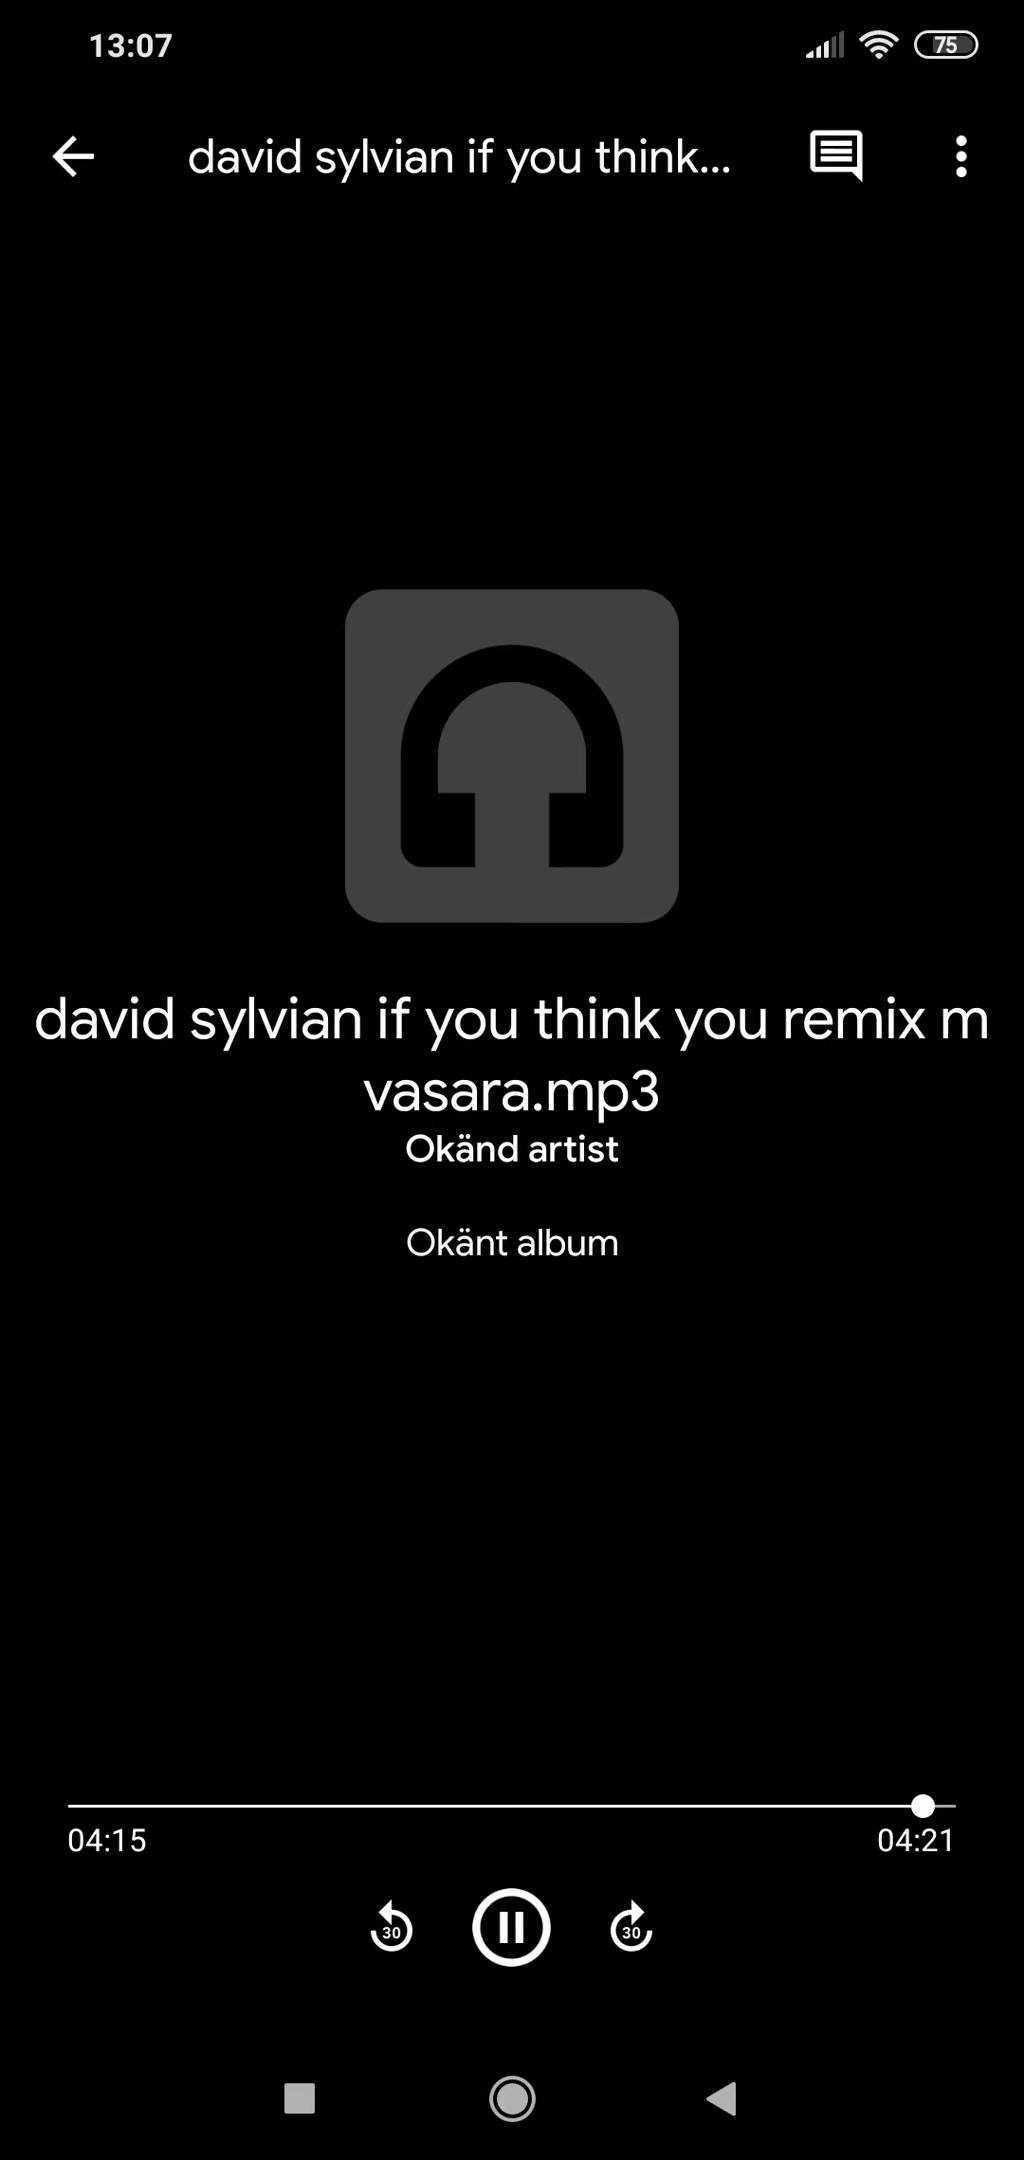 13:07
75
david sylvian if you think...
david sylvian if you think you remix m
vasara.mp3
Okänd artist
Okänt album
04:15
04:21
30
30